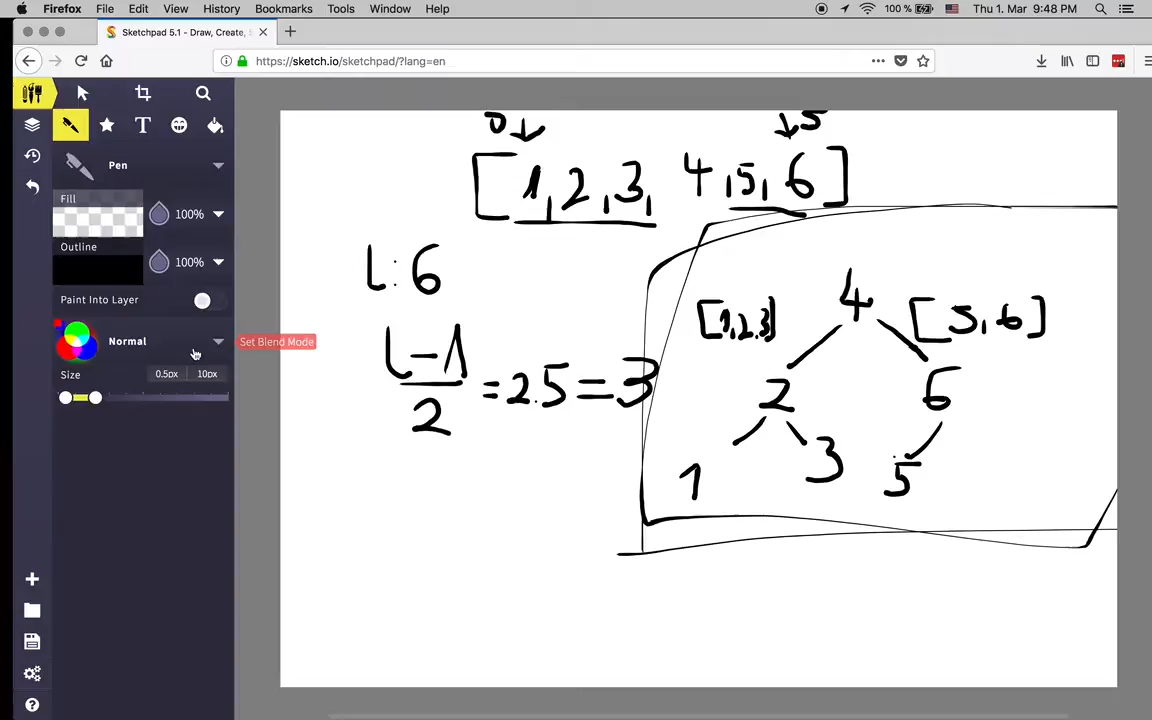 Firefox File Edit View History Bookmarks Tools Window Help 100 % Thu 1. Mar 9:48 PM
Sketchpad 5.1 - Draw, Create,
https://sketch.io/sketchpad/?lang=en
Pen
Fill
100%
Outline
100%
Paint Into Layer
Normal
Set Blend Mode
Size 0.5px 10px
0 5
[1,2,3, 4,5,6]
l: 6
[1,2,3] 4 [5,6]
l-1
2
= 2.5 = 3
2 6
1 3 5